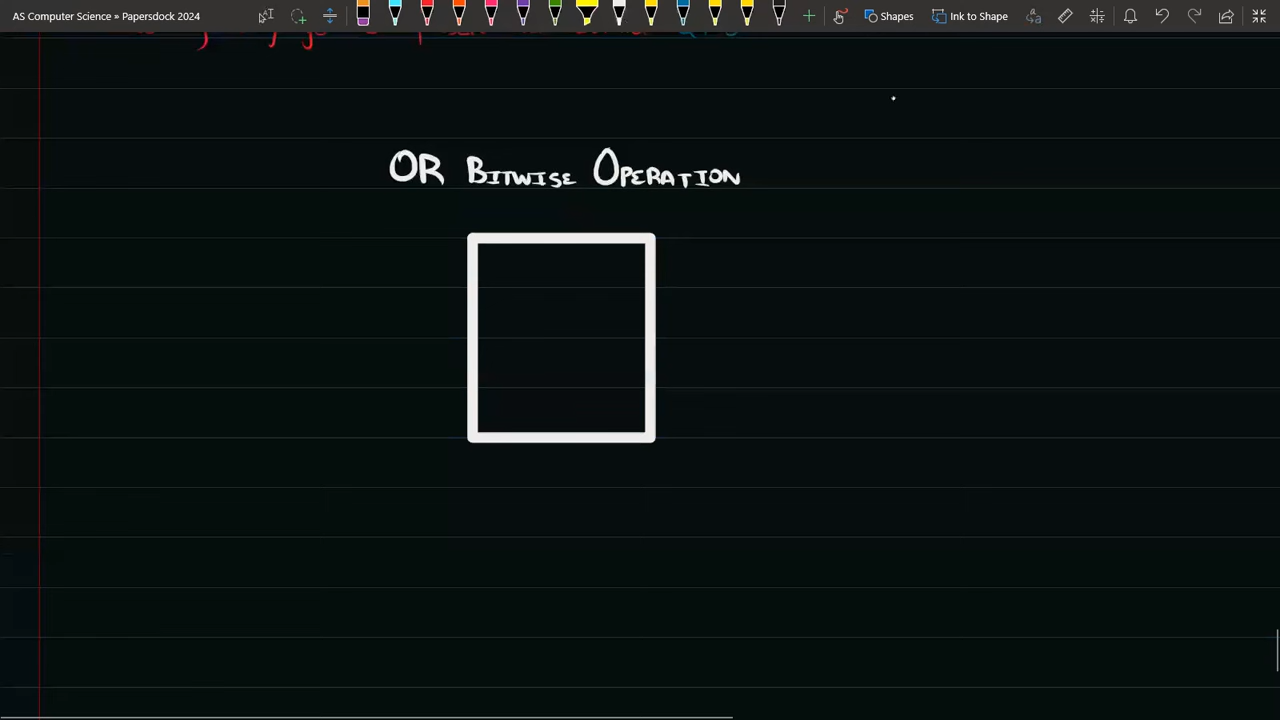 AS Computer Science » Papersdock 2024
Shapes
Ink to Shape
OR BITWISE OPERATION